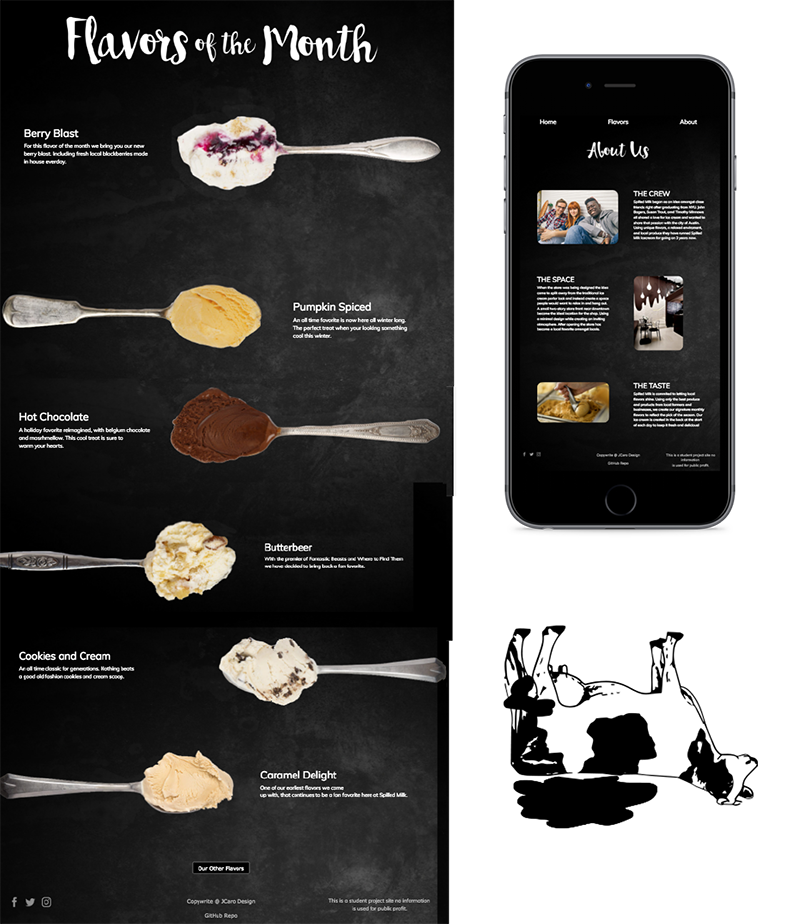 Flavors of the Month
Berry Blast
For this flavor of the month we bring you our new
berry blast. Including fresh local blackberries made
in house everday.
Pumpkin Spiced
An all time favorite is now here all winter long.
The perfect treat when your looking something
cool this winter.
Hot Chocolate
A holiday favorite reimagined, with belgium chocolate
and mashmellow. This cool treat is sure to
warm your hearts.
Butterbeer
With the premier of Fantastic Beasts and Where to Find Them
we have decided to bring back a fan favorite.
Cookies and Cream
An all time classic for generations. Nothing beats
a good old fashion cookies and cream scoop.
Caramel Delight
One of our earliest flavors we came
up with, that continues to be a fan favorite here at Spilled Milk.
Our Other Flavors
Copywrite @ JCaro Design
GitHub Repo
This is a student project site no information
is used for public profit.
Home
Flavors
About
About Us
THE CREW
Spilled Milk began as an idea amongst close
friends right after graduating from NYU. John
Rogers, Susan Trout, and Timothy
all shared a love for ice cream and wanted to
share that passion with the city of Austin.
Using unique flavors, a relaxed enviroment,
and local product they have runned Spilled
Milk Icecream for going on 3 years now.
THE SPACE
When the store was being designed the idea
came to split away from the traditional ice
cream parlor look and instead create a space
people would want to relax in and hang out.
A small two story store front near downtown
become the ideal location for the shop. Using
a minimal design while creating an inviting
atmosphere. After opening the store has
become a local favorite amongst locals.
THE TASTE
Spilled Milk is commited to letting local
flavors shine. Using only the best produce
and products from local farmers and
businesses, we create our signature monthly
flavors to reflect the pick of the season. Our
ice cream is created in the back at the start
of each day to keep it fresh and delicious!
Copywrite @ JCaro Design
GitHub Repo
This is a student project site no
information
is used for public profit.